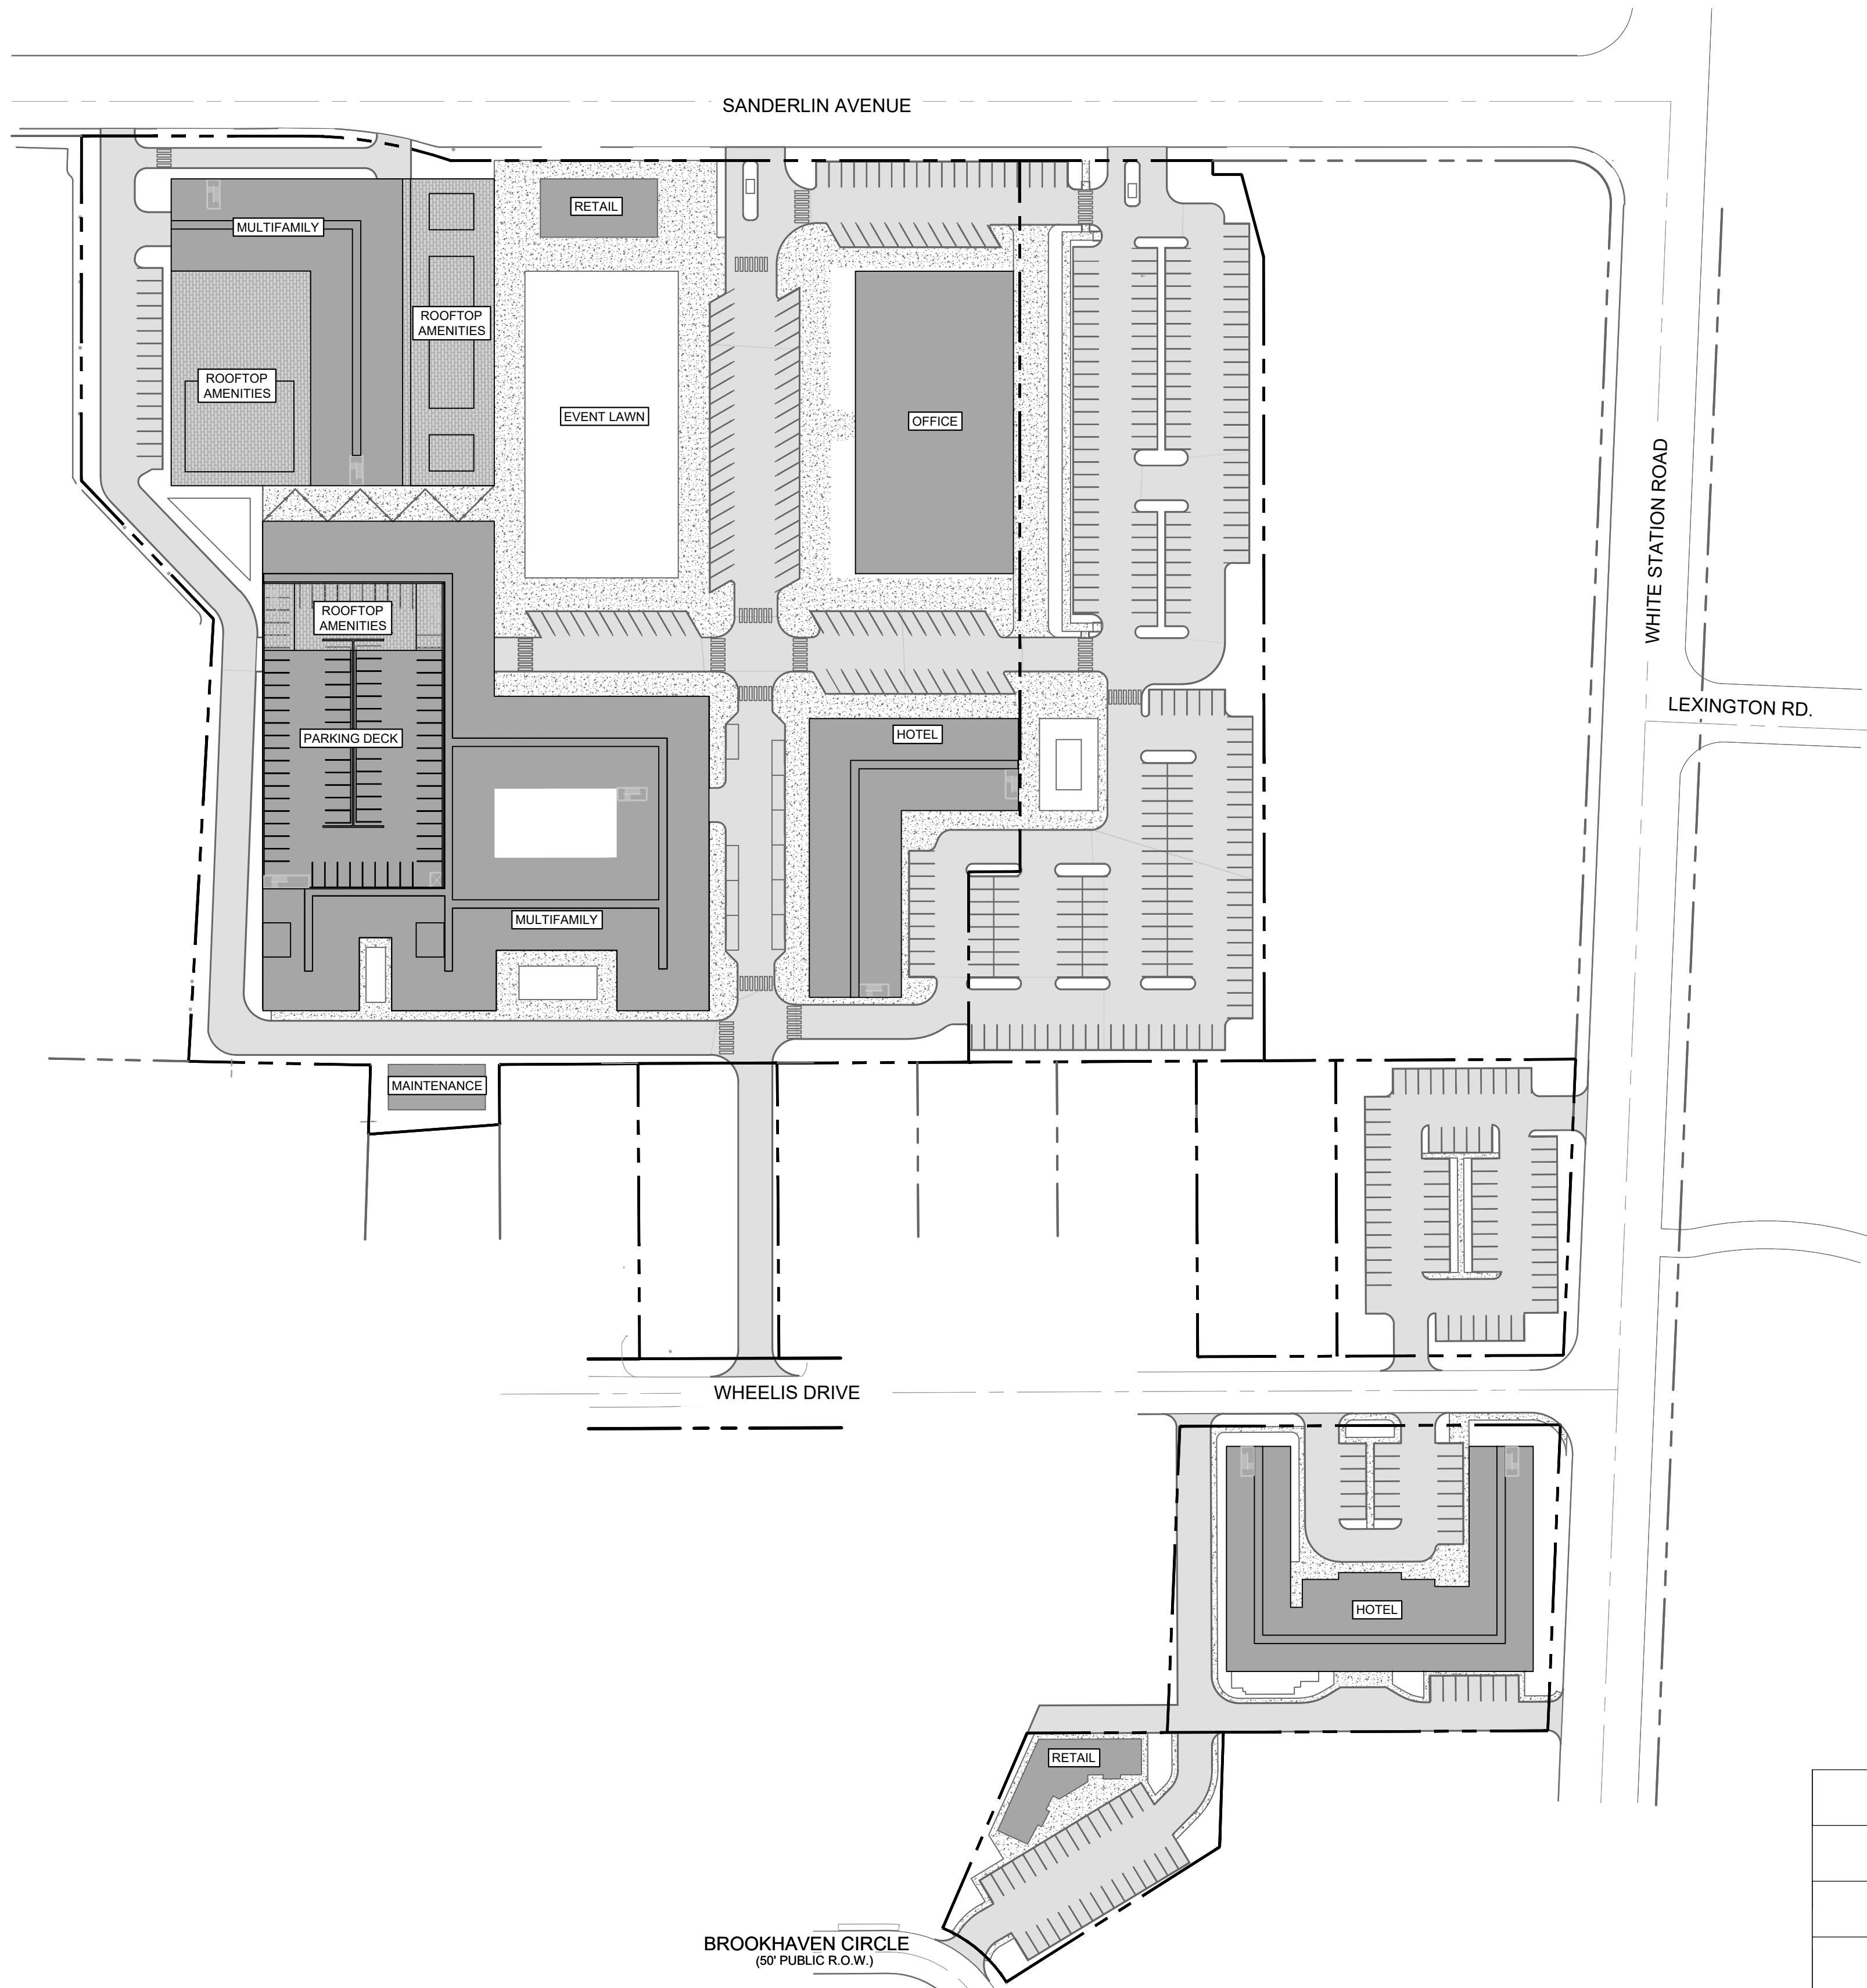 SANDERLIN AVENUE
RETAIL
MULTIFAMILY
ROOFTOP
AMENITIES
ROOFTOP
AMENITIES
EVENT LAWN
OFFICE
WHITE STATION ROAD
ROOFTOP
AMENITIES
LEXINGTON RD.
PARKING DECK
HOTEL
MULTIFAMILY
MAINTENANCE
WHEELIS DRIVE
HOTEL
RETAIL
BROOKHAVEN CIRCLE
(50' PUBLIC R.O.W.)